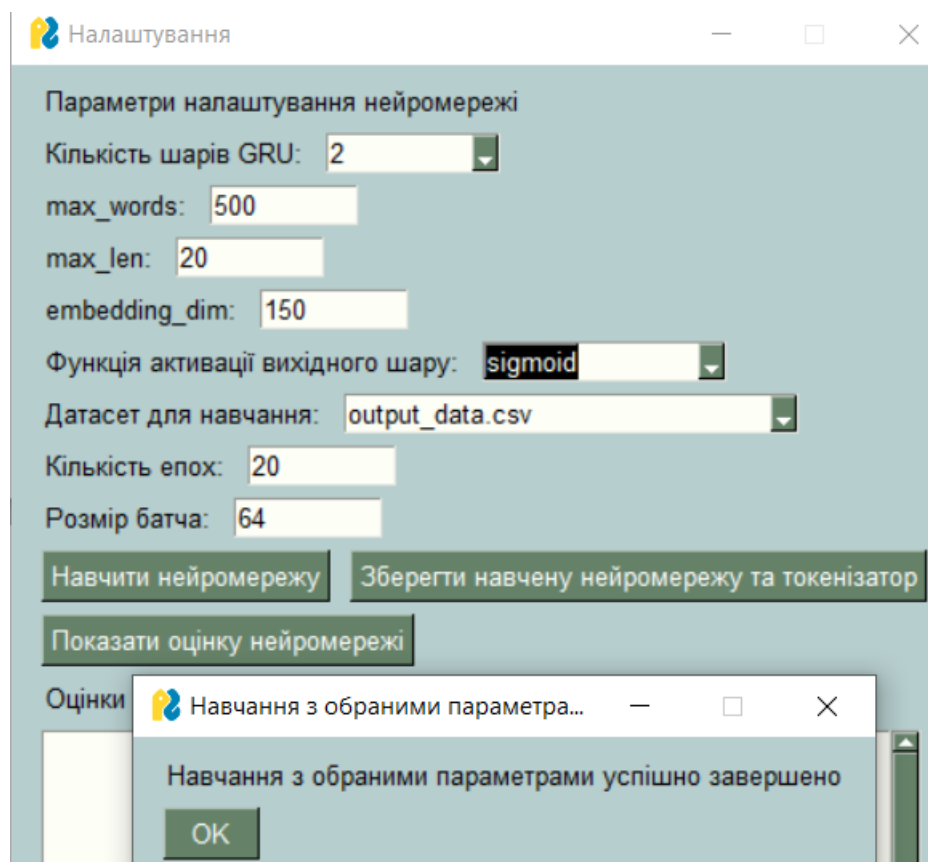 Налаштування
Параметри налаштування нейромережі
Кількість шарів GRU: 2
max_words: 500
max_len: 20
embedding_dim: 150
Функція активації вихідного шару: sigmoid
Датасет для навчання: output_data.csv
Кількість епох: 20
Розмір батча: 64
Навчити нейромережу Зберегти навчену нейромережу та токенізатор
Показати оцінку нейромережі
Оцінки
Навчання з обраними параметра...
Навчання з обраними параметрами успішно завершено
OK